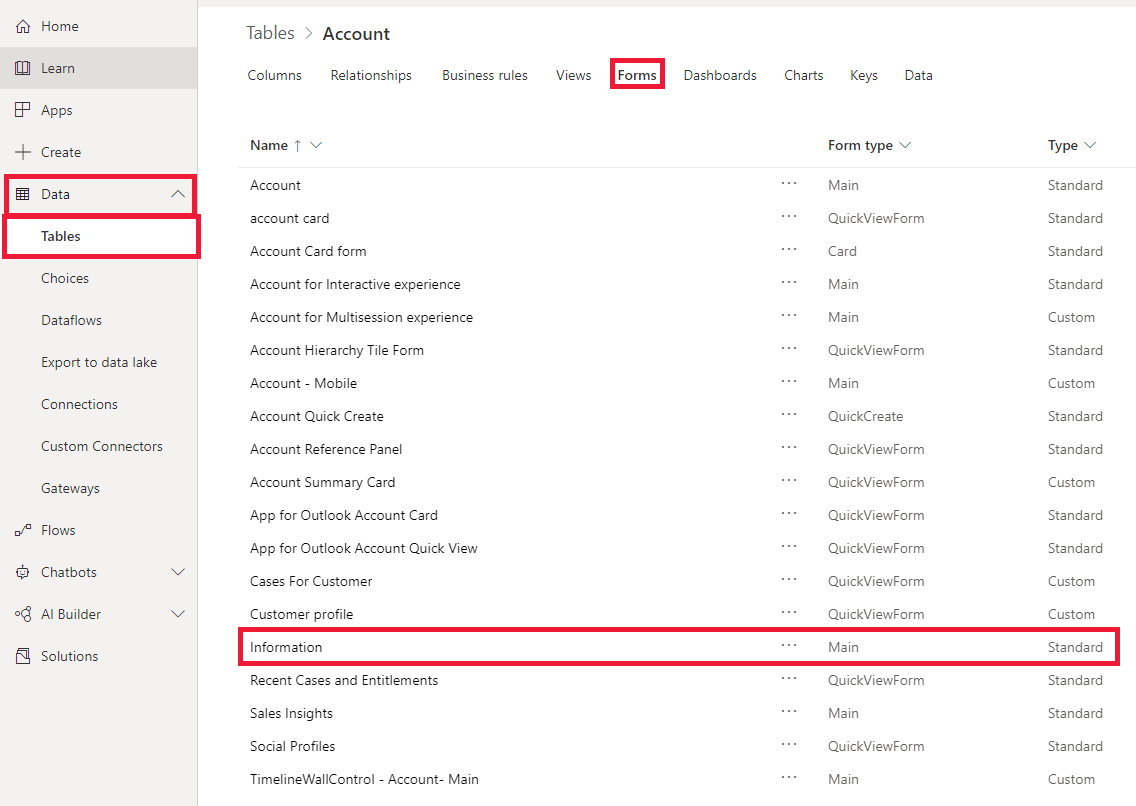 Home
Learn
Apps
Create
Data
Tables
Choices
Dataflows
Export to data lake
Connections
Custom Connectors
Gateways
Flows
Chatbots
AI Builder
Solutions
Tables > Account
Columns Relationships Business rules Views Forms Dashboards Charts Keys Data
Name ↑ Form type Type
Account ··· Main Standard
account card ··· QuickViewForm Standard
Account Card form ··· Card Standard
Account for Interactive experience ··· Main Standard
Account for Multisession experience ··· Main Custom
Account Hierarchy Tile Form ··· QuickViewForm Standard
Account - Mobile ··· Main Custom
Account Quick Create ··· QuickCreate Standard
Account Reference Panel ··· QuickViewForm Standard
Account Summary Card ··· QuickViewForm Custom
App for Outlook Account Card ··· QuickViewForm Standard
App for Outlook Account Quick View ··· QuickViewForm Standard
Cases For Customer ··· QuickViewForm Custom
Customer profile ··· QuickViewForm Custom
Information ··· Main Standard
Recent Cases and Entitlements ··· QuickViewForm Standard
Sales Insights ··· Main Standard
Social Profiles ··· QuickViewForm Standard
TimelineWallControl - Account- Main ··· Main Custom